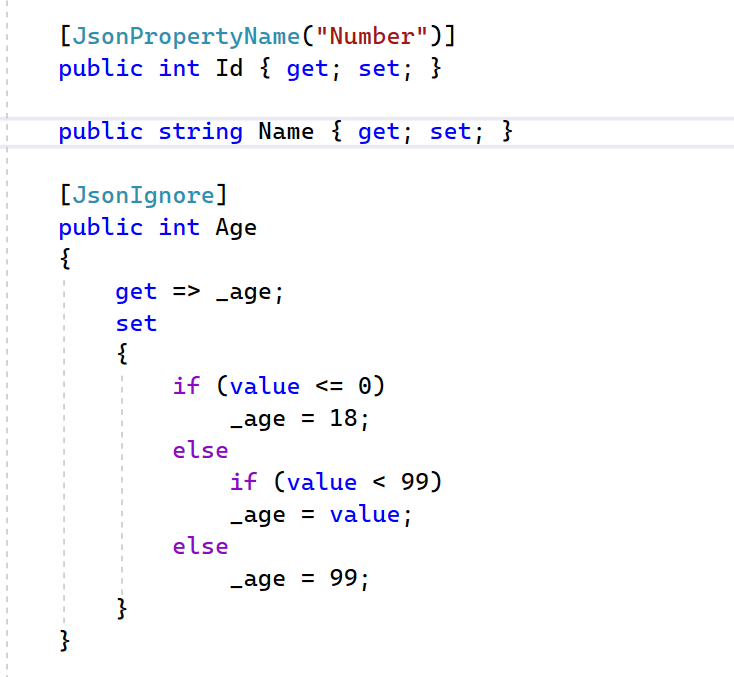 [JsonPropertyName("Number")]
public int Id { get; set; }
public string Name { get; set; }
[JsonIgnore]
public int Age
{
get => _age;
set
{
if (value <= 0)
_age = 18;
else
if (value < 99)
_age = value;
else
_age = 99;
}
}